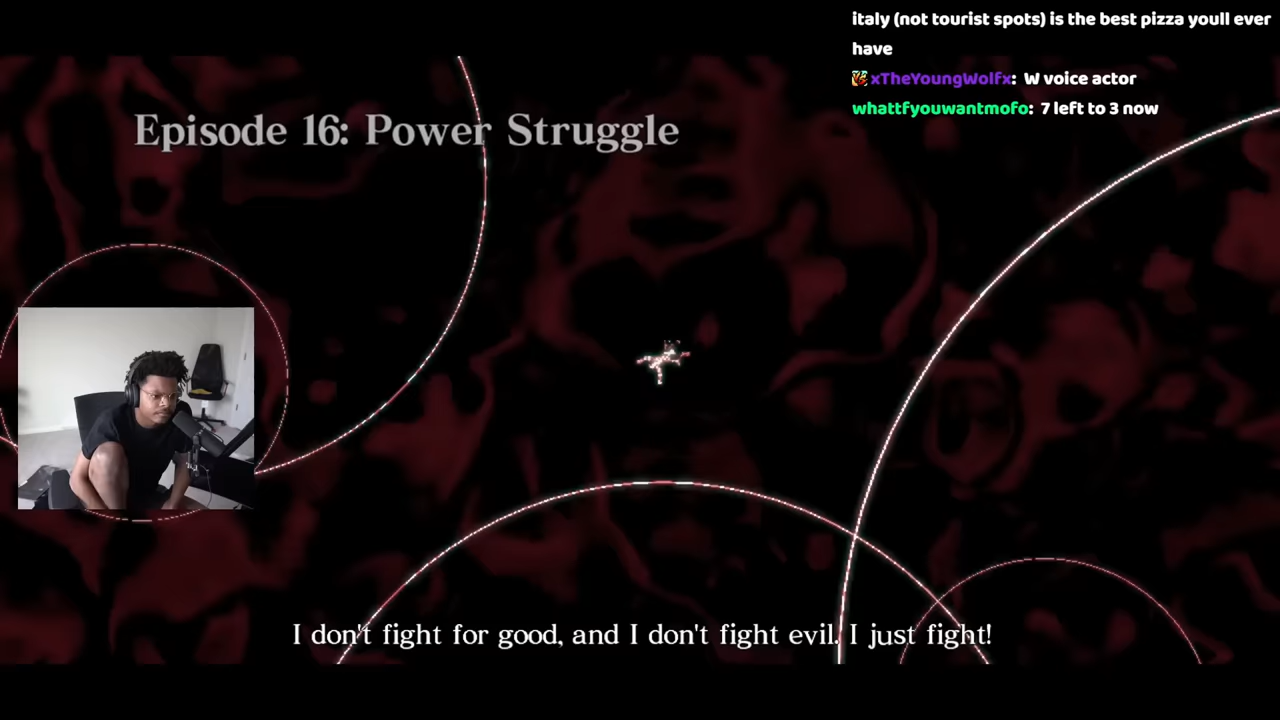 italy (not tourist spots) is the best pizza youll ever
have
xTheYoungWolfx: W voice actor
whattfyouwantmofo: 7 left to 3 now
Episode 16: Power Struggle
I don't fight for good, and I don't fight evil. I just fight!